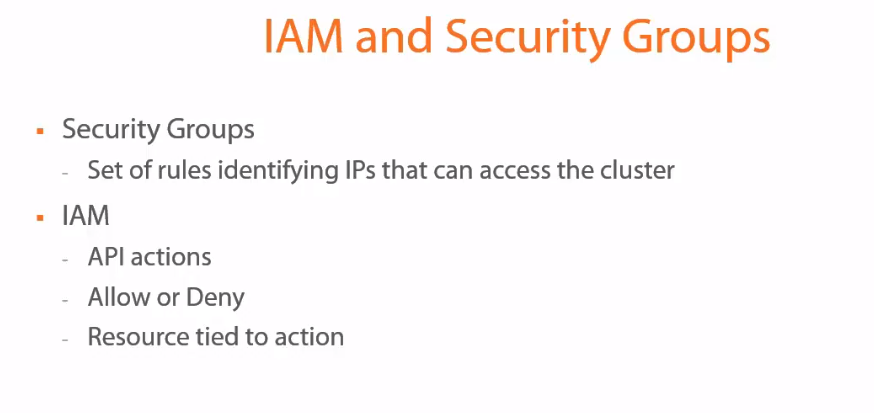 IAM and Security Groups
▪ Security Groups
- Set of rules identifying IPs that can access the cluster
▪ IAM
- API actions
- Allow or Deny
- Resource tied to action